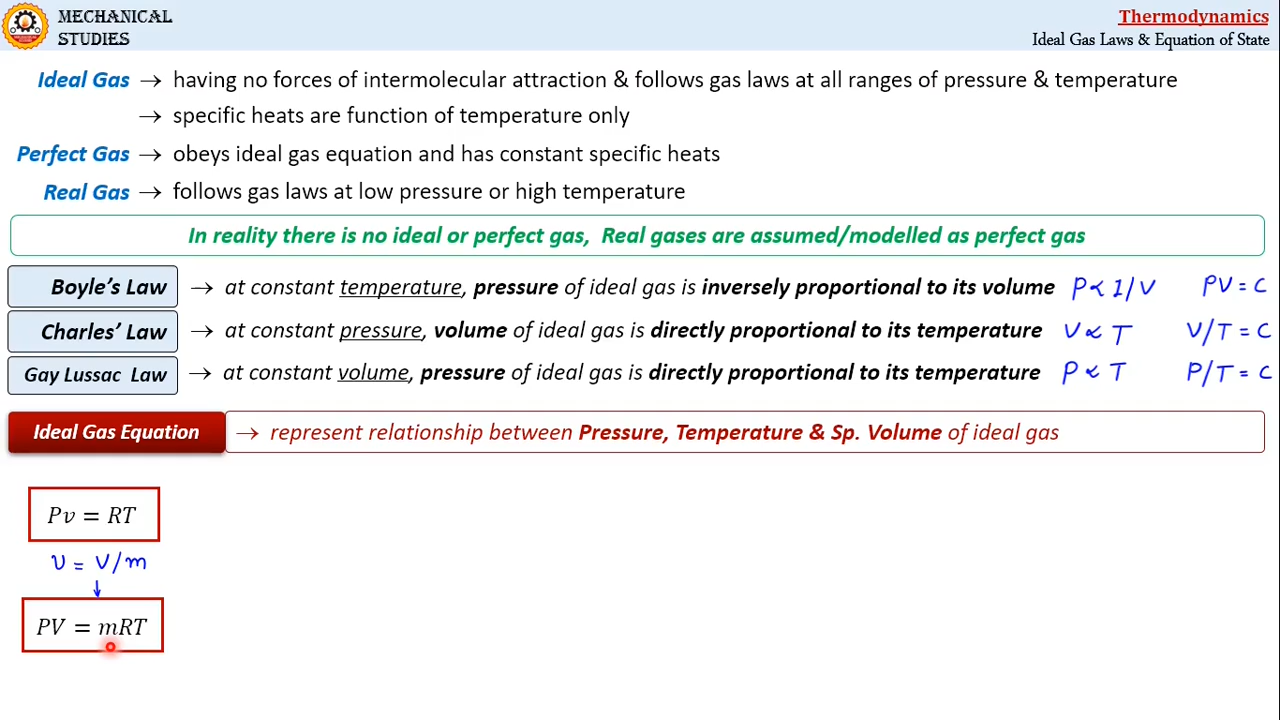 MECHANICAL
STUDIES
Thermodynamics
Ideal Gas Laws & Equation of State
Ideal Gas → having no forces of intermolecular attraction & follows gas laws at all ranges of pressure & temperature
→ specific heats are function of temperature only
Perfect Gas → obeys ideal gas equation and has constant specific heats
Real Gas → follows gas laws at low pressure or high temperature
In reality there is no ideal or perfect gas, Real gases are assumed/modelled as perfect gas
Boyle's Law → at constant temperature, pressure of ideal gas is inversely proportional to its volume P ∝ 1/V PV = C
Charles' Law → at constant pressure, volume of ideal gas is directly proportional to its temperature V ∝ T V/T = C
Gay Lussac Law → at constant volume, pressure of ideal gas is directly proportional to its temperature P ∝ T P/T = C
Ideal Gas Equation → represent relationship between Pressure, Temperature & Sp. Volume of ideal gas
Pv = RT
v = V/m
↓
PV = mRT